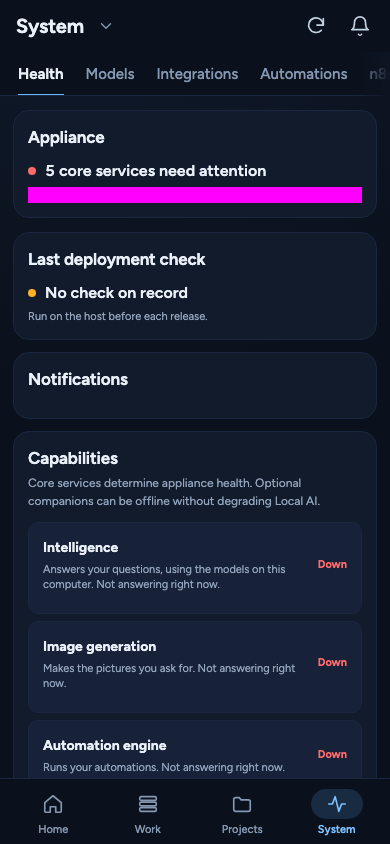 System
Health Models Integrations Automations n8
Appliance
5 core services need attention
Last deployment check
No check on record
Run on the host before each release.
Notifications
Capabilities
Core services determine appliance health. Optional
companions can be offline without degrading Local AI.
Intelligence
Answers your questions, using the models on this
computer. Not answering right now.
Down
Image generation
Makes the pictures you ask for. Not answering right
now.
Down
Automation engine
Runs your automations. Not answering right now.
Down
Home Work Projects System